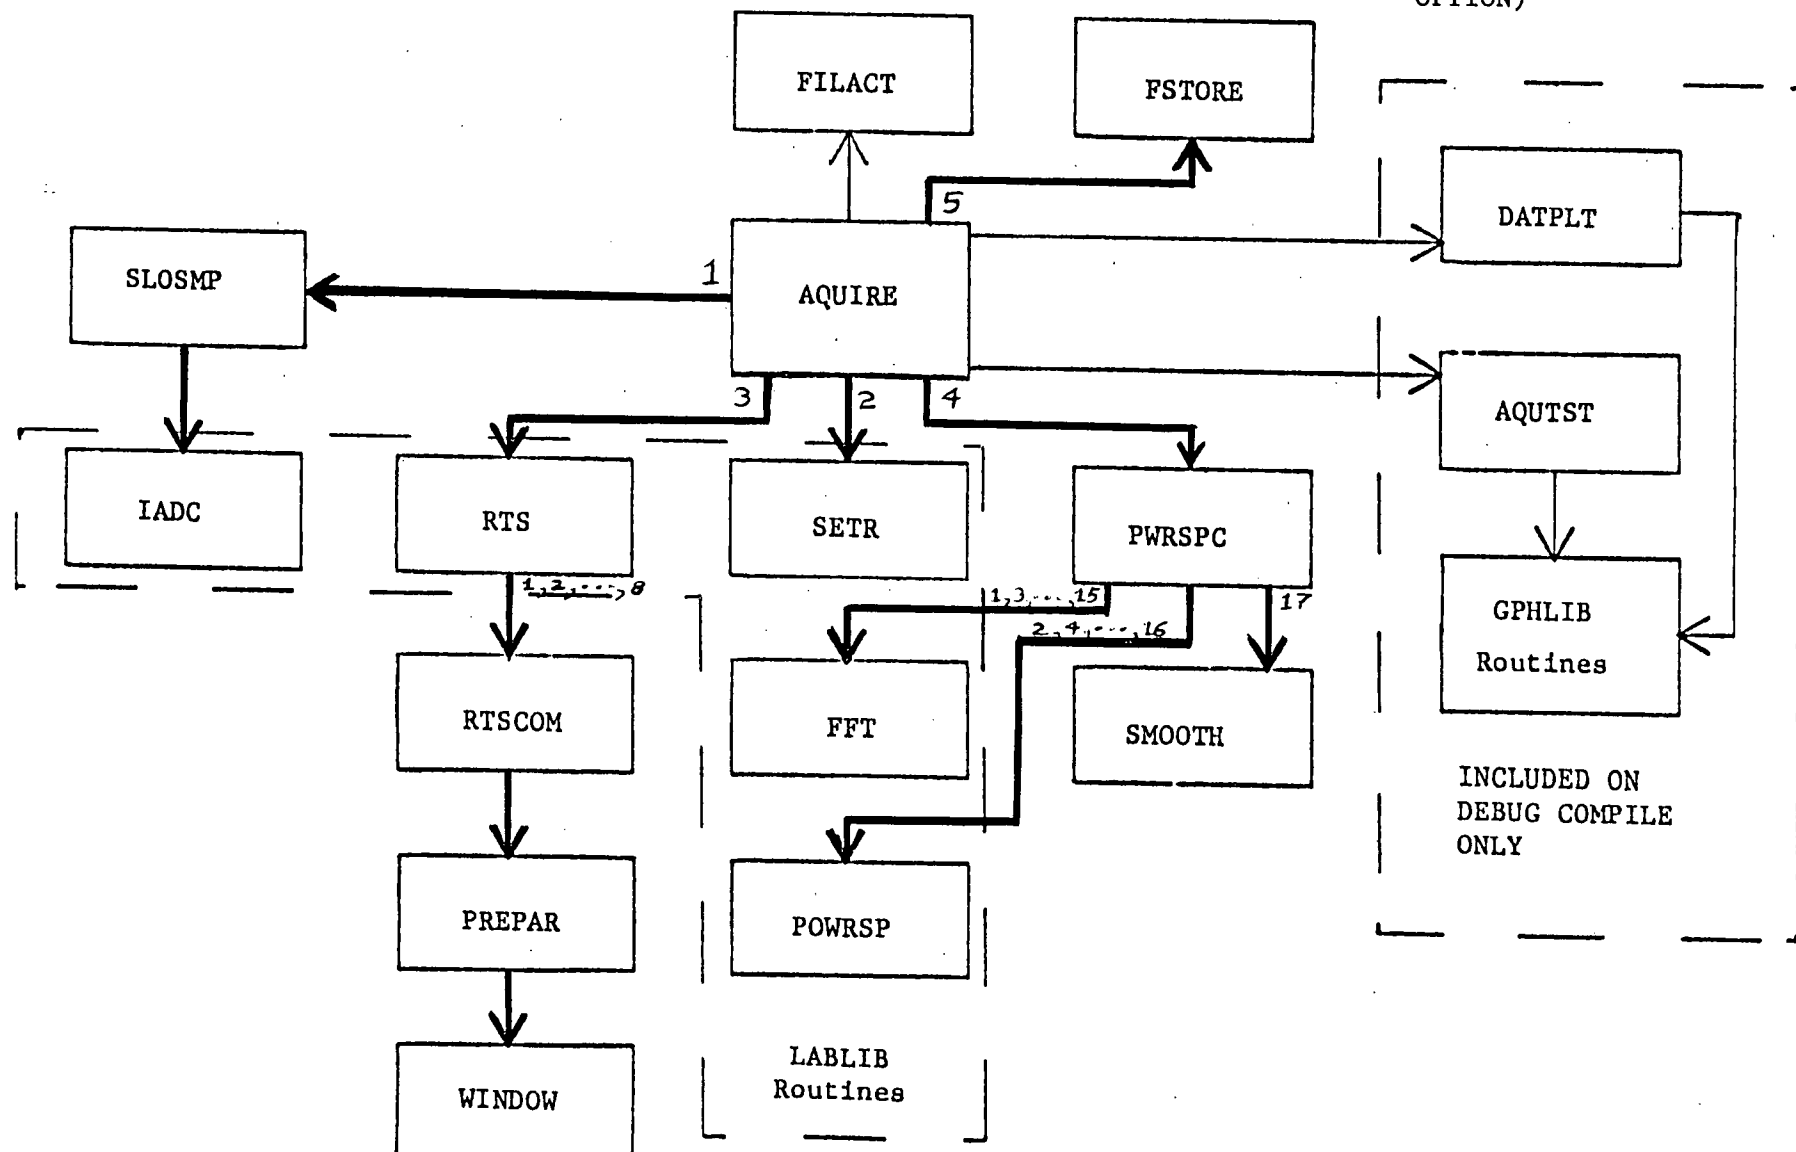 OPTION)
FILACT
FSTORE
5
DATPLT
SLOSMP
1
AQUIRE
3
2
4
AQUTST
IADC
RTS
SETR
PWRSPC
1,2,...,8
1,3,...,15
17
2,4,...,16
GPHLIB
Routines
RTSCOM
FFT
SMOOTH
INCLUDED ON
DEBUG COMPILE
ONLY
PREPAR
POWRSP
LABLIB
Routines
WINDOW